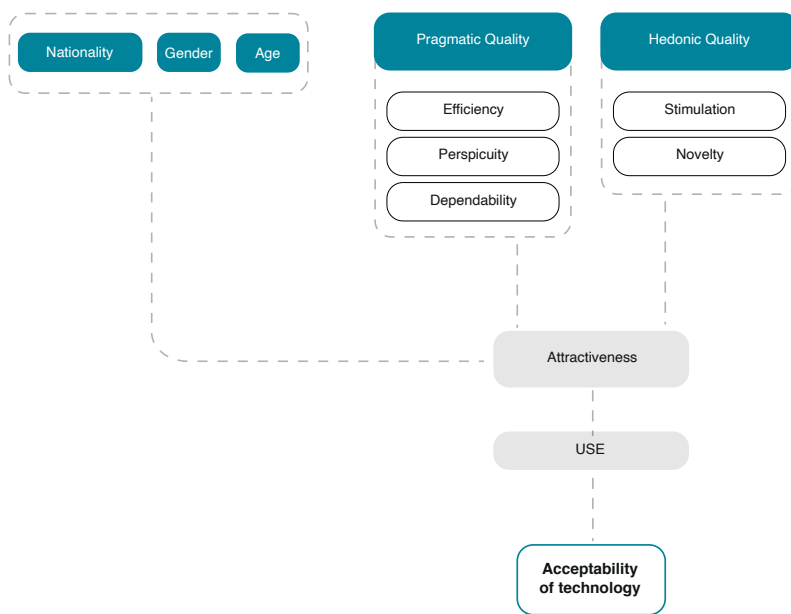 Nationality
Gender
Age
Pragmatic Quality
Efficiency
Perspicuity
Dependability
Hedonic Quality
Stimulation
Novelty
Attractiveness
USE
Acceptability
of technology